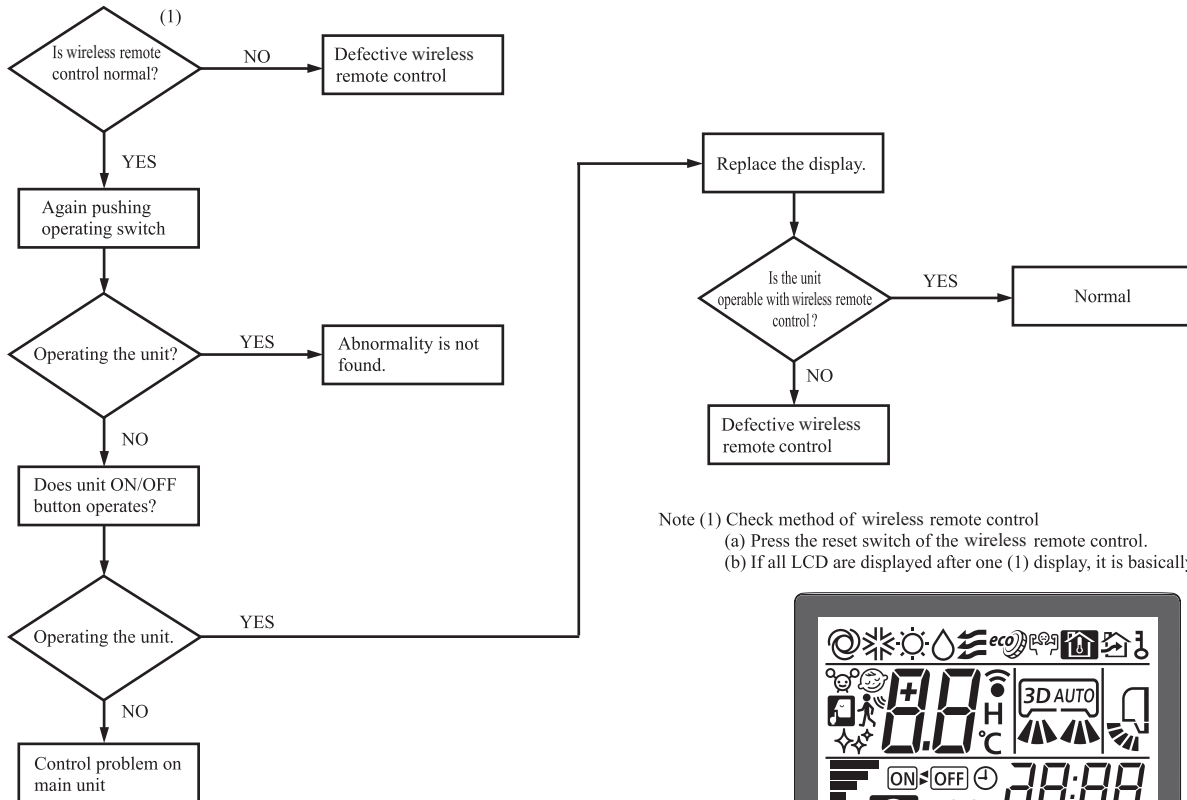 (1)
Is wireless remote
control normal?
NO
Defective wireless
remote control
YES
Again pushing
operating switch
Operating the unit?
YES
Abnormality is not
found.
NO
Does unit ON/OFF
button operates?
Operating the unit.
YES
NO
Control problem on
main unit
Replace the display.
Is the unit
operable with wireless remote
control ?
YES
Normal
NO
Defective wireless
remote control
Note (1) Check method of wireless remote control
(a) Press the reset switch of the wireless remote control.
(b) If all LCD are displayed after one (1) display, it is basically
eco
+8.8
H
°C
3D AUTO
ON OFF